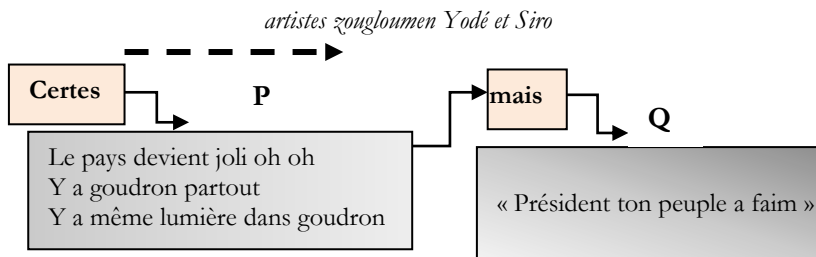 artistes zougloumen Yodé et Siro
Certes
P
mais
Q
Le pays devient joli oh oh
Y a goudron partout
Y a même lumière dans goudron
« Président ton peuple a faim »